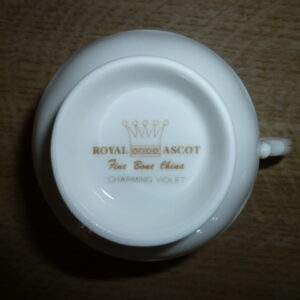 ROYAL ASCOT
Fine Bone China
"CHARMING VIOLET"